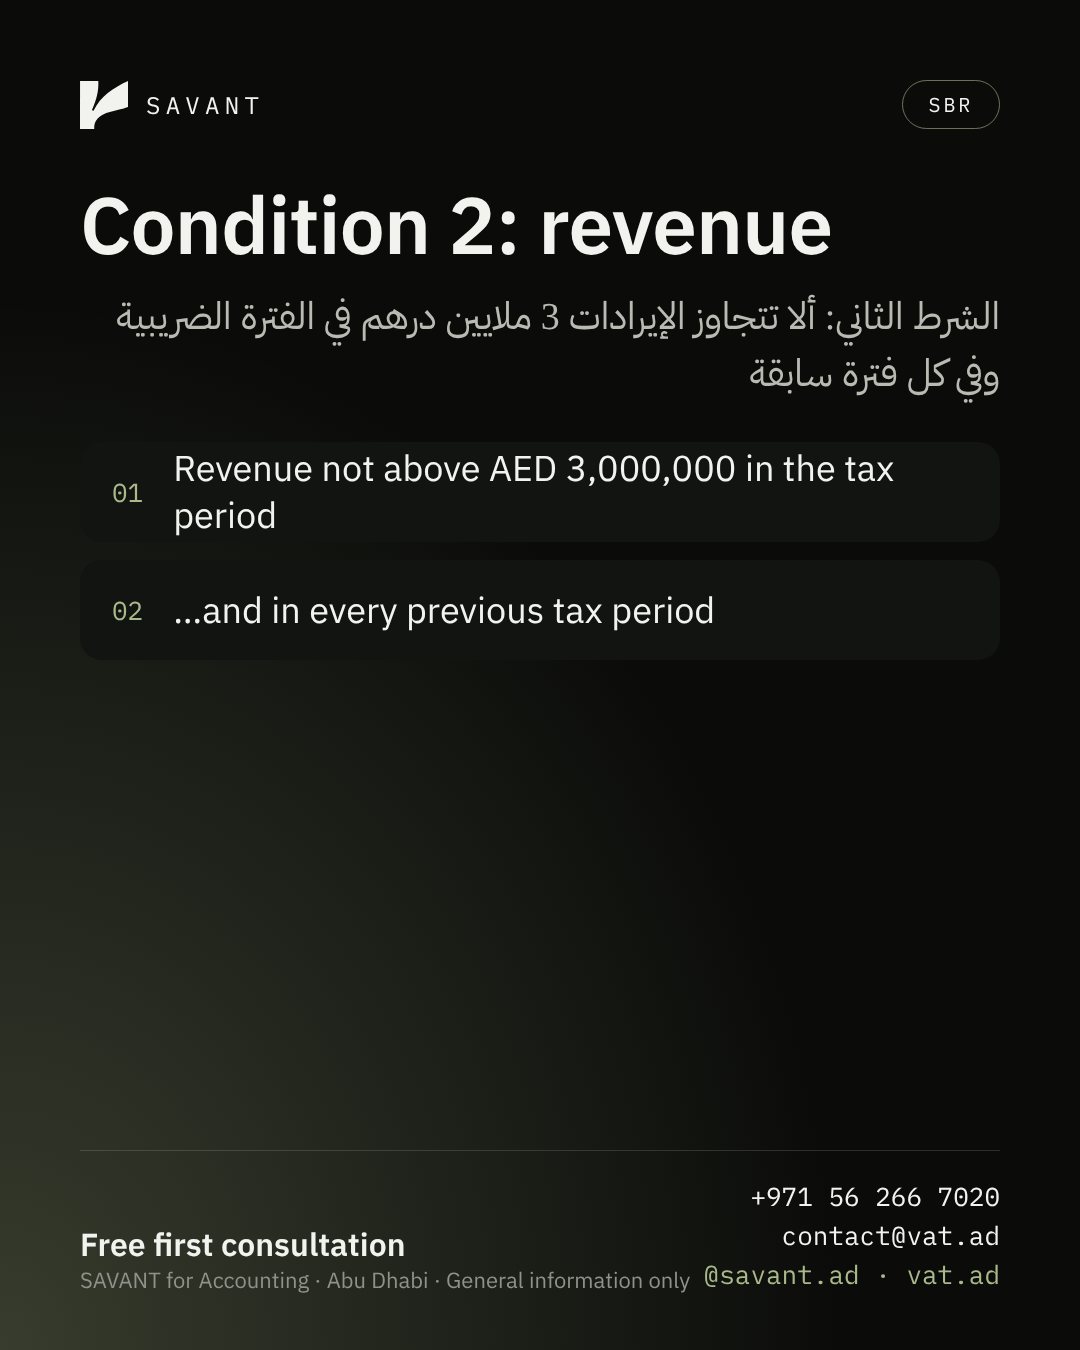 SAVANT
SBR
Condition 2: revenue
الشرط الثاني: ألا تتجاوز الإيرادات 3 ملايين درهم في الفترة الضريبية
وفي كل فترة سابقة
01
Revenue not above AED 3,000,000 in the tax
period
02
...and in every previous tax period
+971 56 266 7020
contact@vat.ad
Free first consultation
SAVANT for Accounting · Abu Dhabi · General information only
@savant.ad · vat.ad